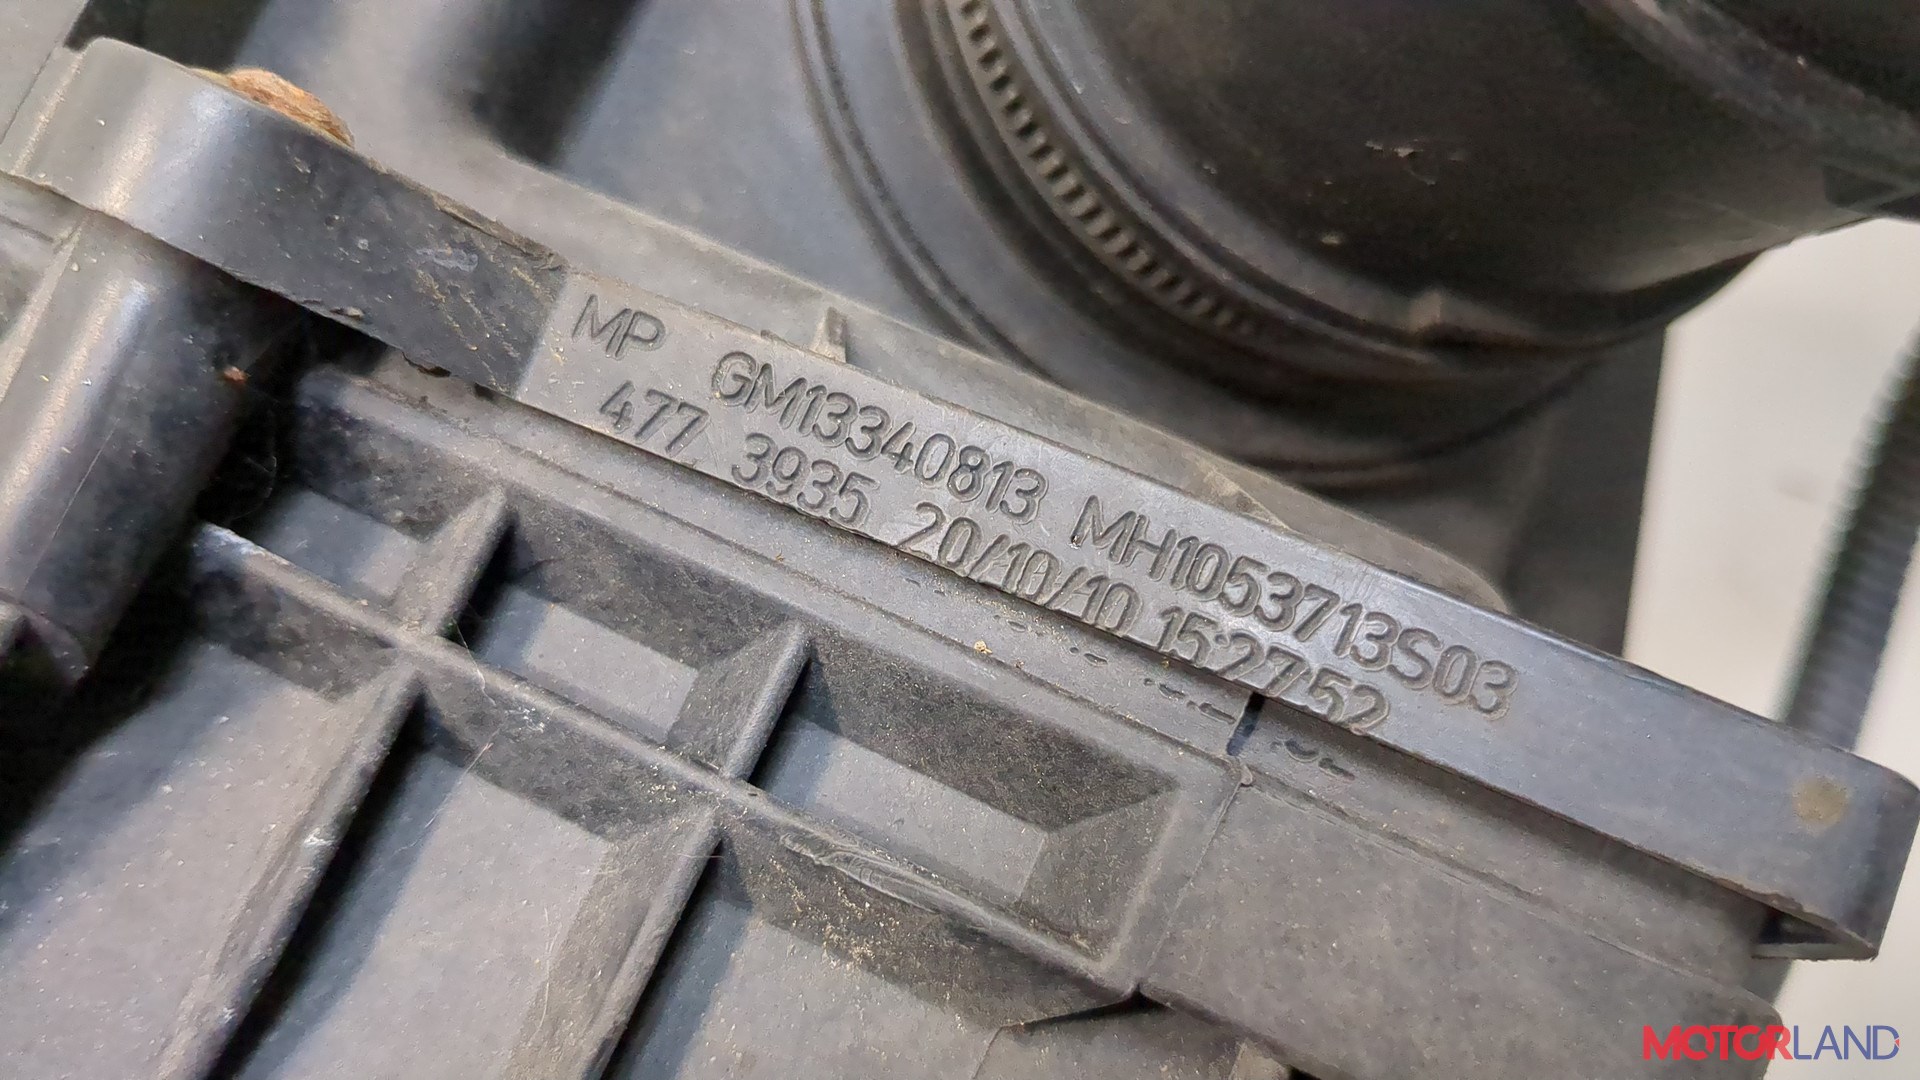 MP GM13340813 MH1053713S03
477 3935 20/10/10 15:27:52
MOTORLAND